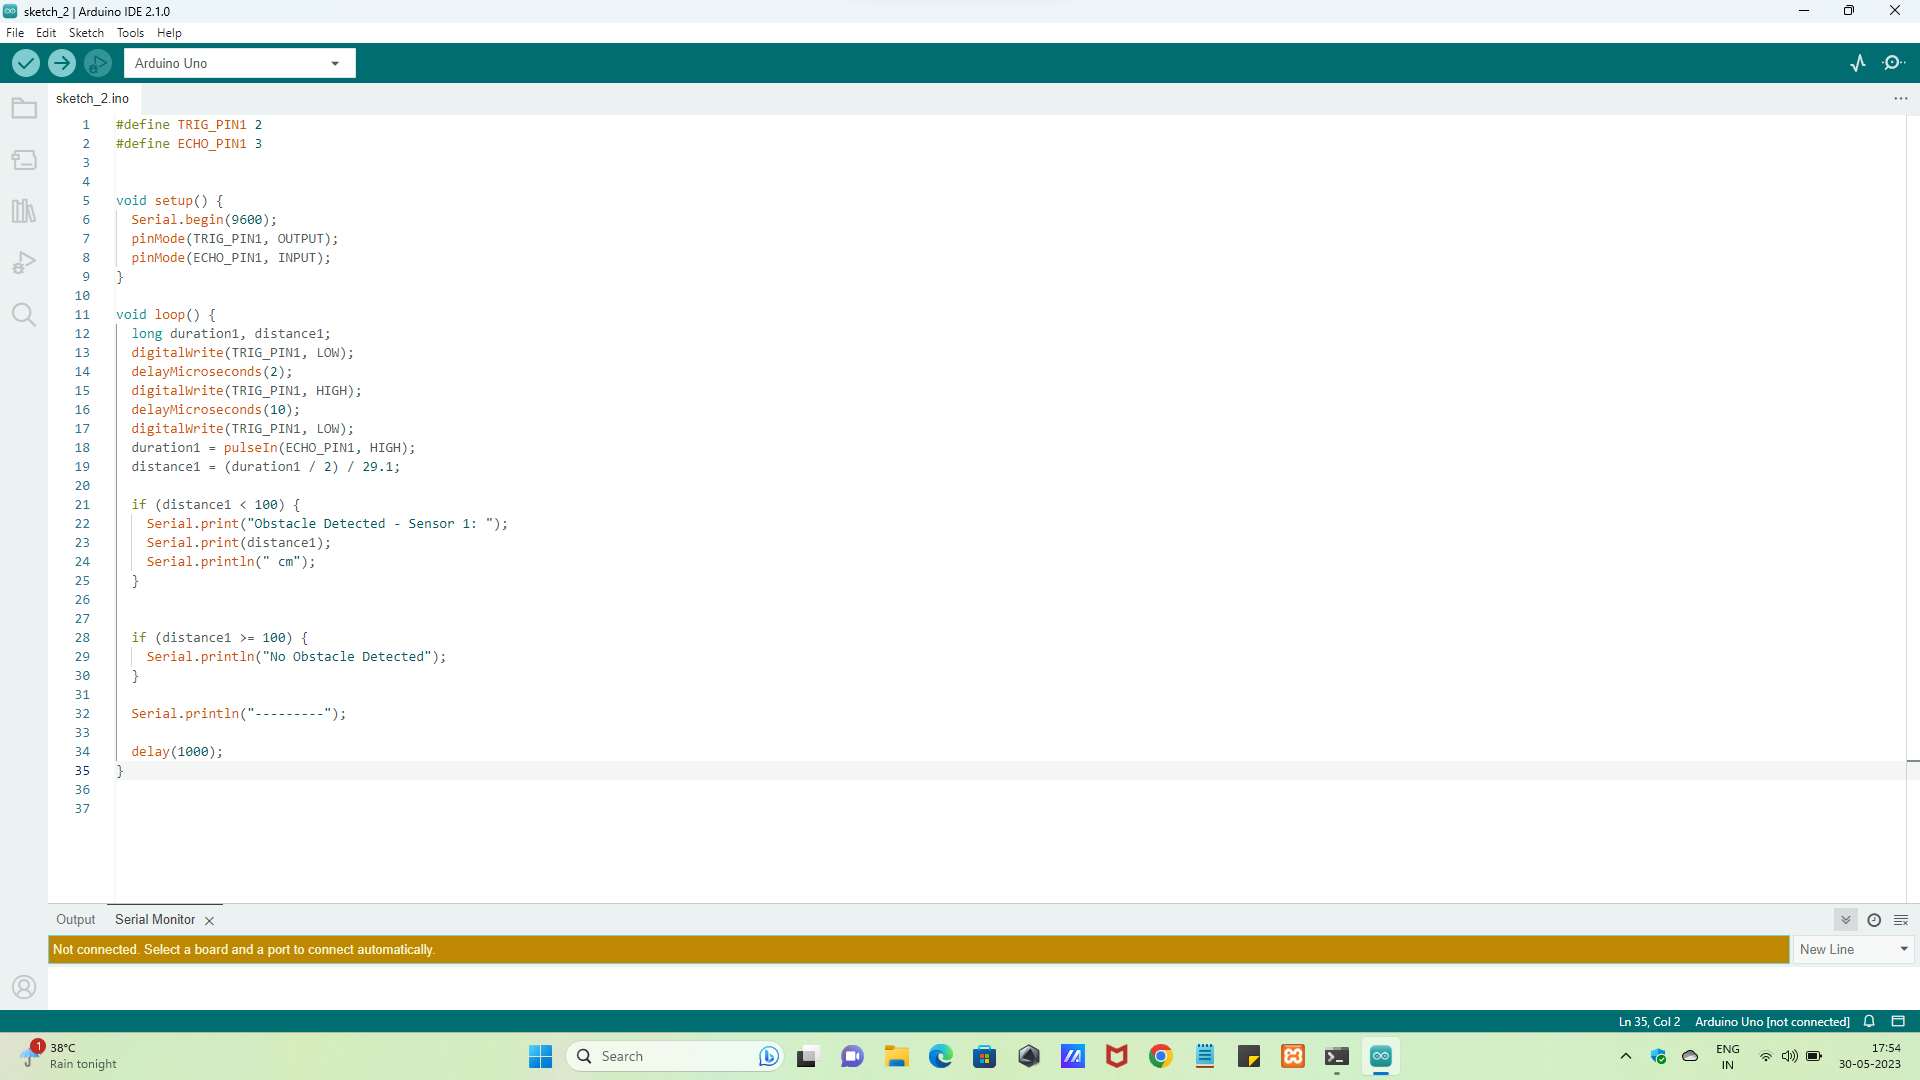 sketch_2 | Arduino IDE 2.1.0
File Edit Sketch Tools Help
Arduino Uno
sketch_2.ino
1 #define TRIG_PIN1 2
2 #define ECHO_PIN1 3
3
4
5 void setup() {
6 Serial.begin(9600);
7 pinMode(TRIG_PIN1, OUTPUT);
8 pinMode(ECHO_PIN1, INPUT);
9 }
10
11 void loop() {
12 long duration1, distance1;
13 digitalWrite(TRIG_PIN1, LOW);
14 delayMicroseconds(2);
15 digitalWrite(TRIG_PIN1, HIGH);
16 delayMicroseconds(10);
17 digitalWrite(TRIG_PIN1, LOW);
18 duration1 = pulseIn(ECHO_PIN1, HIGH);
19 distance1 = (duration1 / 2) / 29.1;
20
21 if (distance1 < 100) {
22 Serial.print("Obstacle Detected - Sensor 1: ");
23 Serial.print(distance1);
24 Serial.println(" cm");
25 }
26
27
28 if (distance1 >= 100) {
29 Serial.println("No Obstacle Detected");
30 }
31
32 Serial.println("---------");
33
34 delay(1000);
35 }
36
37
Output Serial Monitor
Not connected. Select a board and a port to connect automatically.
New Line
Ln 35, Col 2 Arduino Uno [not connected]
1
38°C
Rain tonight
Search
ENG
IN
17:54
30-05-2023